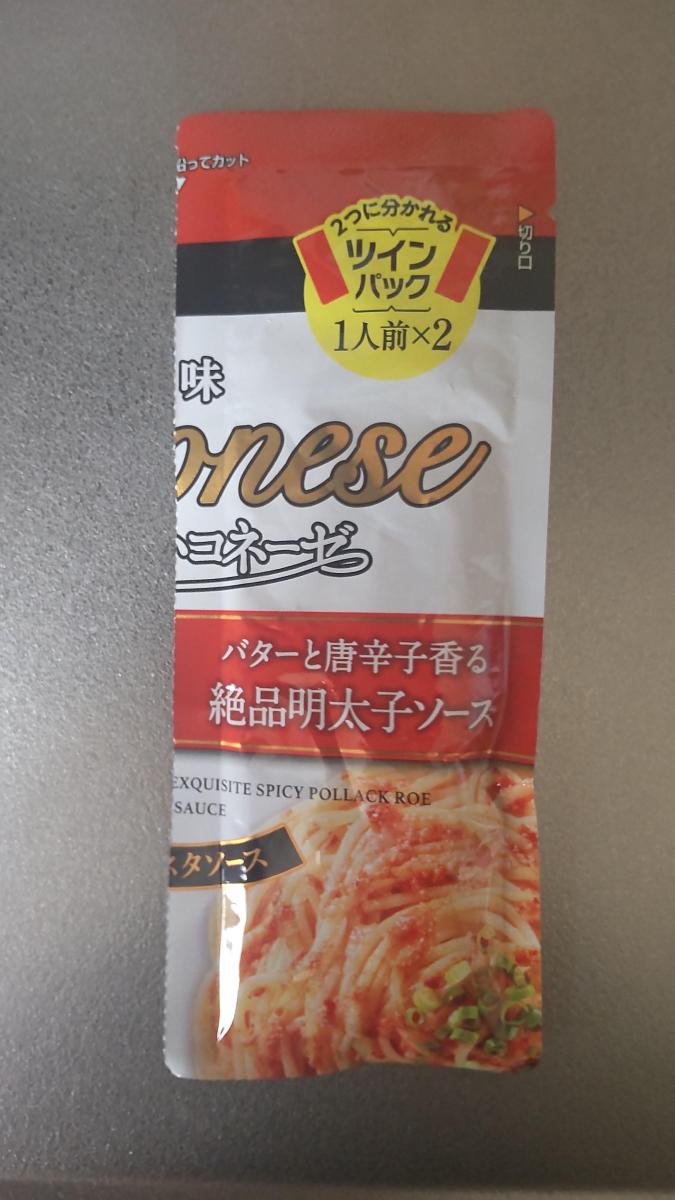 沿ってカット
2つに分かれる
ツイン
パック
1人前×2
切り口
味
onese
コネーゼ
バターと唐辛子香る
絶品明太子ソース
EXQUISITE SPICY POLLACK ROE
SAUCE
スタソース